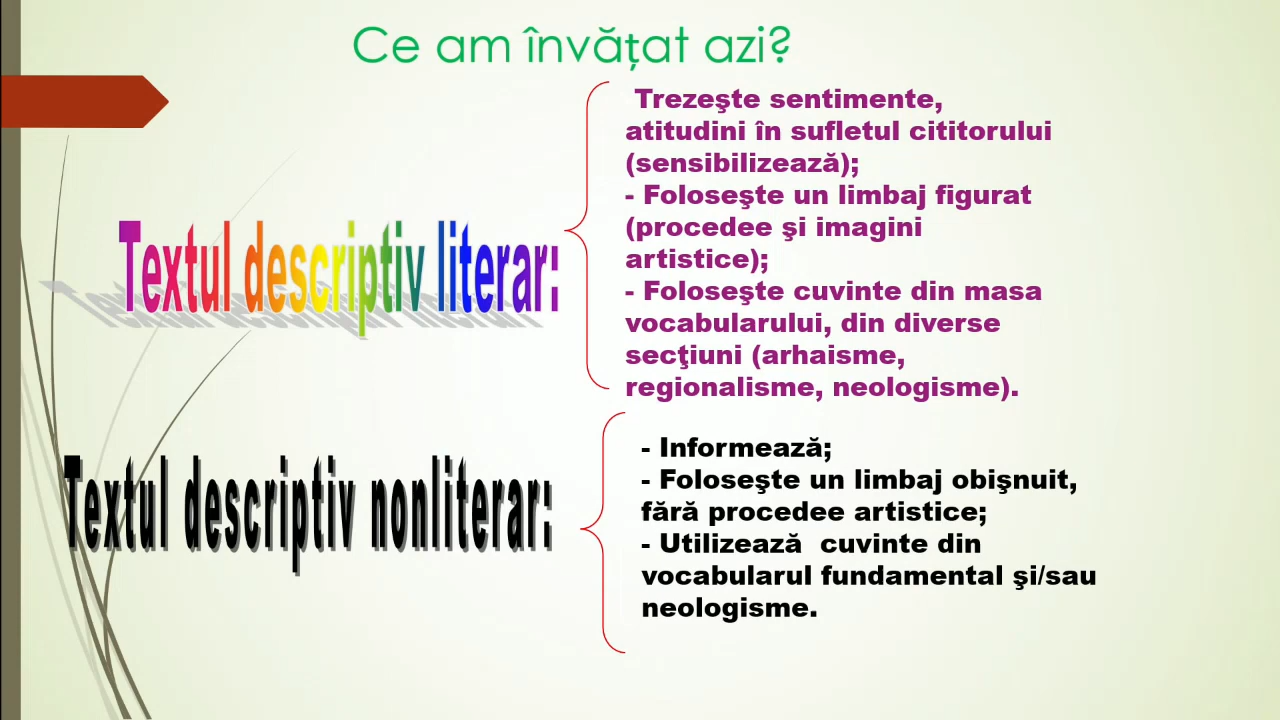 Ce am învățat azi?
Textul descriptiv literar:
Trezeşte sentimente,
atitudini în sufletul cititorului
(sensibilizează);
- Foloseşte un limbaj figurat
(procedee şi imagini
artistice);
- Foloseşte cuvinte din masa
vocabularului, din diverse
secţiuni (arhaisme,
regionalisme, neologisme).
Textul descriptiv nonliterar:
- Informează;
- Foloseşte un limbaj obişnuit,
fără procedee artistice;
- Utilizează  cuvinte din
vocabularul fundamental şi/sau
neologisme.